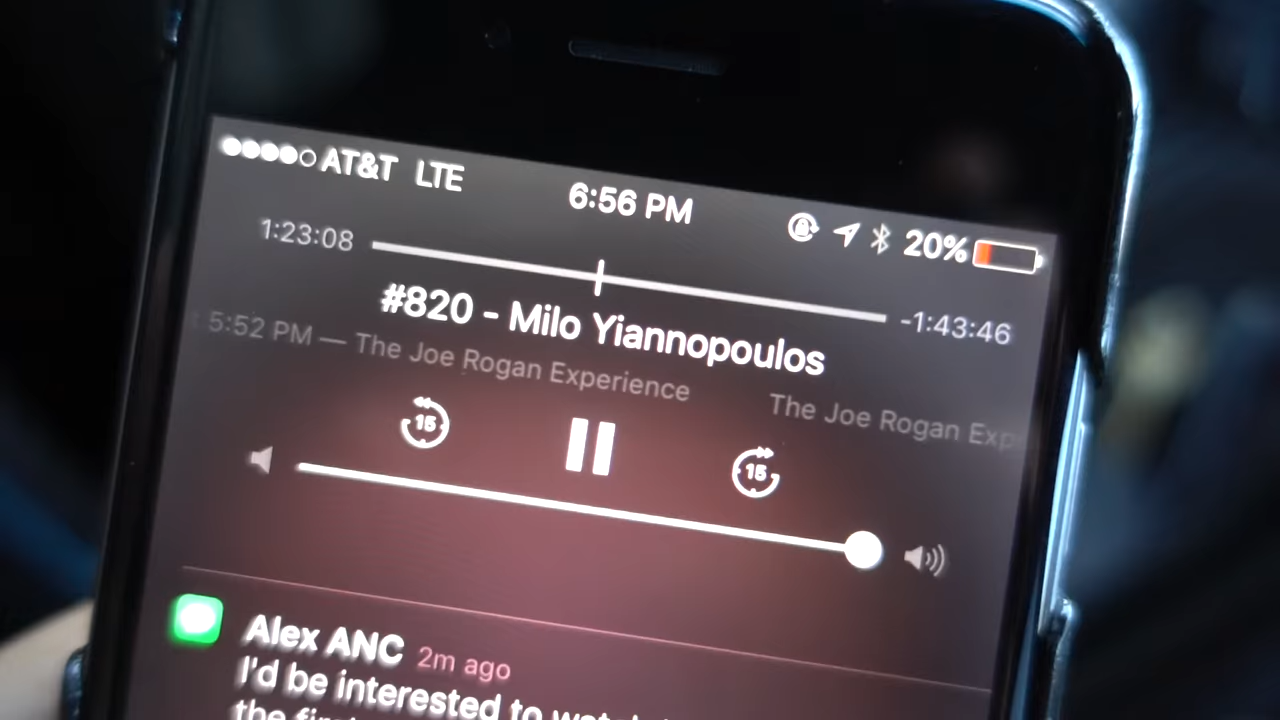 AT&T LTE 6:56 PM 20%
1:23:08 -1:43:46
#820 - Milo Yiannopoulos
5:52 PM — The Joe Rogan Experience The Joe Rogan Exp
15 15
Alex ANC 2m ago
I'd be interested to
the